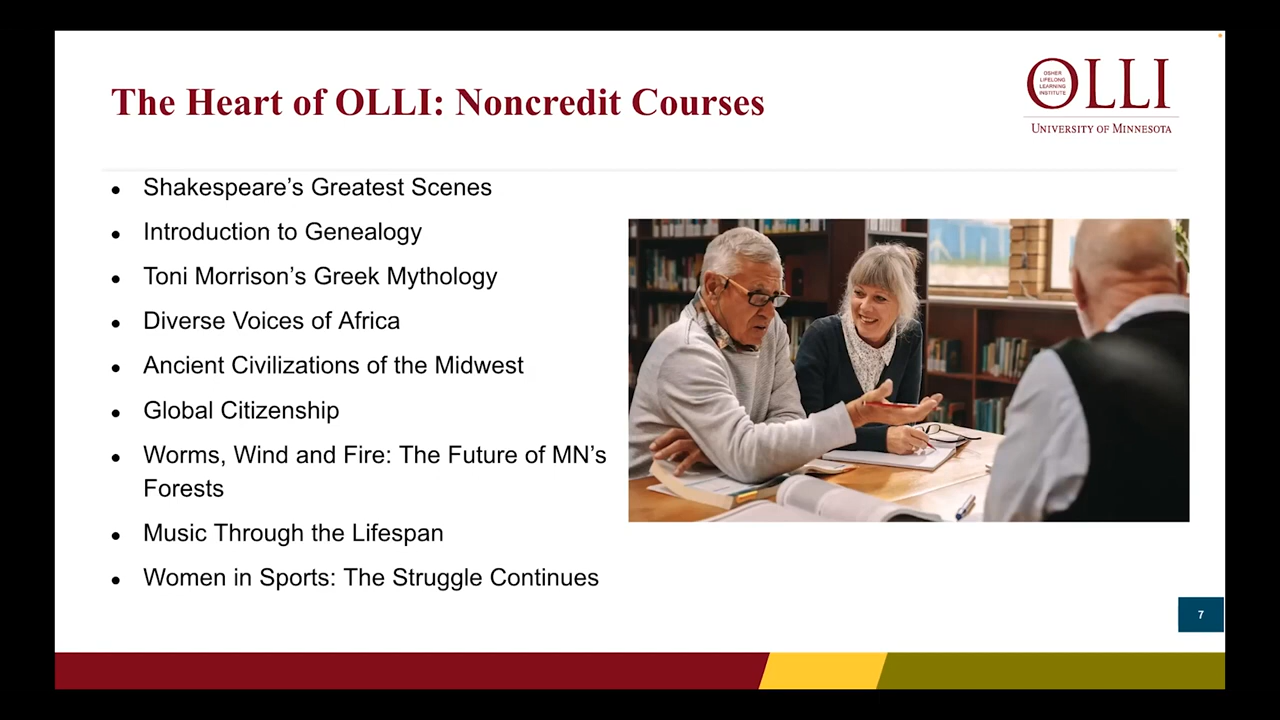 The Heart of OLLI: Noncredit Courses
OLLI
OSHER
LIFELONG
LEARNING
INSTITUTE
UNIVERSITY OF MINNESOTA
Shakespeare’s Greatest Scenes
Introduction to Genealogy
Toni Morrison’s Greek Mythology
Diverse Voices of Africa
Ancient Civilizations of the Midwest
Global Citizenship
Worms, Wind and Fire: The Future of MN’s
Forests
Music Through the Lifespan
Women in Sports: The Struggle Continues
7